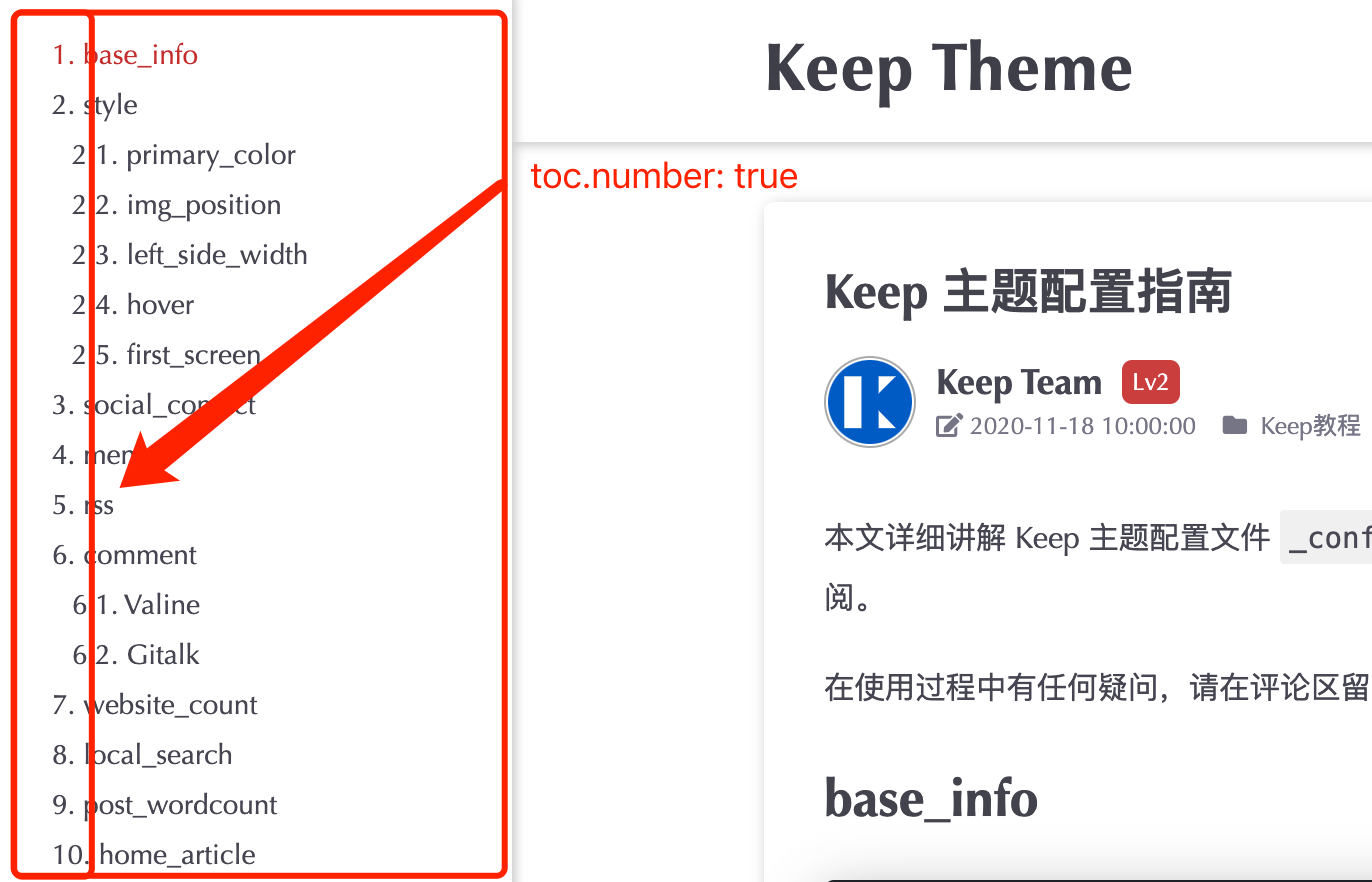 1. base_info
2. style
2.1. primary_color
2.2. img_position
2.3. left_side_width
2.4. hover
2.5. first_screen
3. social_contact
4.
5. rss
6. comment
6.1. Valine
6.2. Gitalk
7. website_count
8. local_search
9. post_wordcount
10. home_article
Keep Theme
toc.number: true
Keep 主题配置指南
Keep Team Lv2
2020-11-18 10:00:00 Keep教程
本文详细讲解 Keep 主题配置文件 _conf
阅。
在使用过程中有任何疑问，请在评论区留
base_info